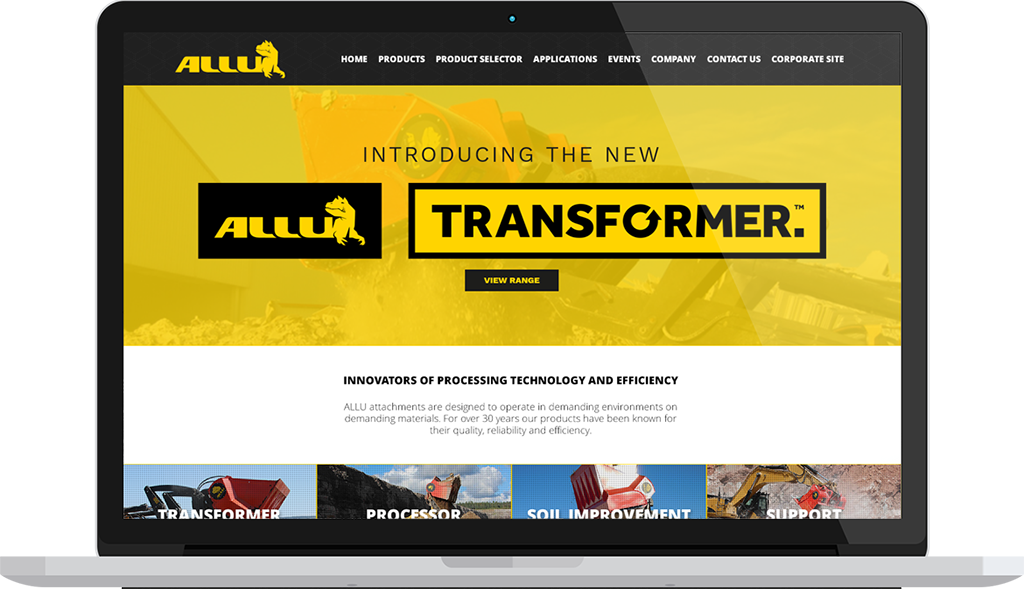 ALLU
HOME PRODUCTS PRODUCT SELECTOR APPLICATIONS EVENTS COMPANY CONTACT US CORPORATE SITE
INTRODUCING THE NEW
ALLU TRANSFORMER.™
VIEW RANGE
INNOVATORS OF PROCESSING TECHNOLOGY AND EFFICIENCY
ALLU attachments are designed to operate in demanding environments on
demanding materials. For over 30 years our products have been known for
their quality, reliability and efficiency.
TRANSFORMER PROCESSOR SOIL IMPROVEMENT SUPPORT